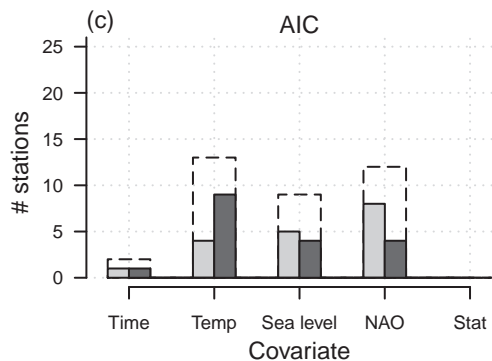 (c)
AIC
25
20
15
10
5
0
# stations
Time Temp Sea level NAO Stat
Covariate